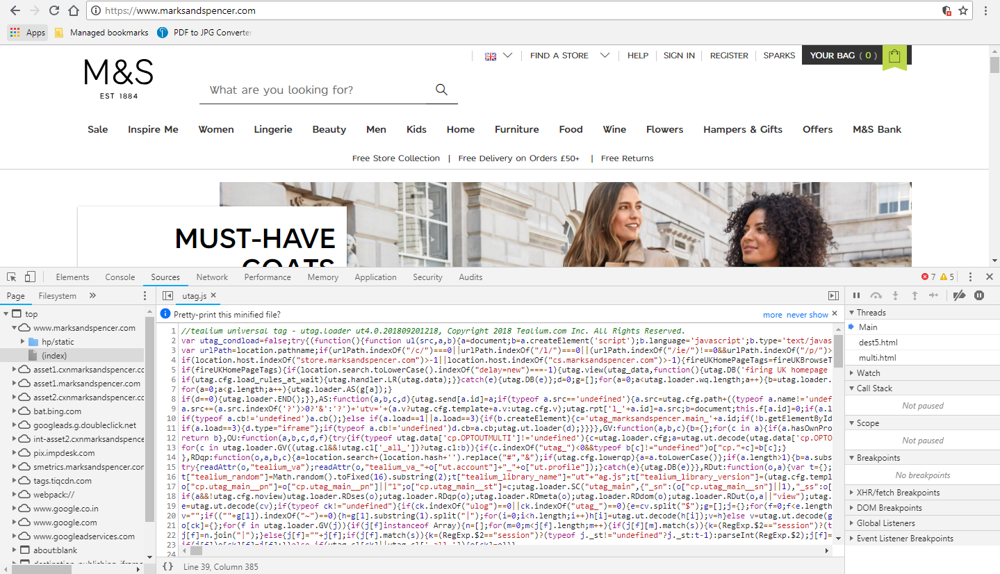 https://www.marksandspencer.com
Apps Managed bookmarks PDF to JPG Converte
FIND A STORE HELP SIGN IN REGISTER SPARKS YOUR BAG ( 0 )
M&S
EST 1884
What are you looking for?
Sale Inspire Me Women Lingerie Beauty Men Kids Home Furniture Food Wine Flowers Hampers & Gifts Offers M&S Bank
Free Store Collection | Free Delivery on Orders £50+ | Free Returns
MUST-HAVE
COATS
Elements Console Sources Network Performance Memory Application Security Audits 7 5
Page Filesystem »
top
www.marksandspencer.com
hp/static
(index)
asset1.cxnmarksandspencer.cc
asset1.marksandspencer.com
asset2.cxnmarksandspencer.cc
bat.bing.com
googleads.g.doubleclick.net
int-asset2.cxnmarksandspence
pix.impdesk.com
smetrics.marksandspencer.com
tags.tiqcdn.com
webpack://
www.google.co.in
www.google.com
www.googleadservices.com
about:blank
utag.js ×
Pretty-print this minified file?
more never show ×
1 //tealium universal tag - utag.loader ut4.0.201809201218, Copyright 2018 Tealium.com Inc. All Rights Reserved.
2 var utag_condload=false;try{(function(){function ul(src,a,b){a=document;b=a.createElement('script');b.language='javascript';b.type='text/javas
3 var urlPath=location.pathname;if(urlPath.indexOf("/c/")===0||urlPath.indexOf("/l/")===0||(urlPath.indexOf("/ie/")!==0&&urlPath.indexOf("/p/")>
4 if(location.host.indexOf("store.marksandspencer.com")>-1||location.host.indexOf("cs.marksandspencer.com")>-1){fireUKHomePageTags=fireUKBrowseT
5 if(fireUKHomePageTags){if(location.search.toLowerCase().indexOf("delay=new")===-1){utag.view(utag_data,function(){utag.DB('firing UK homepage
6 if(utag.cfg.load_rules_at_wait){utag.handler.LR(utag.data);}}catch(e){utag.DB(e)};d=0;g=[];for(a=0;a<utag.loader.wq.length;a++){b=utag.loader.
7 for(a=0;a<g.length;a++){utag.loader.AS(g[a]);}
8 if(d==0){utag.loader.END();}},AS:function(a,b,c,d){utag.send[a.id]=a;if(typeof a.src=='undefined'){a.src=utag.cfg.path+((typeof a.name!='undef
9 a.src+=(a.src.indexOf('?')>0?'&':'?')+'utv='+(a.v?utag.cfg.template+a.v:utag.cfg.v);utag.rpt['l_'+a.id]=a.src;b=document;this.f[a.id]=0;if(a.l
10 if(typeof a.cb!='undefined')a.cb();}else if(a.load==1||a.load==3){if(b.createElement){c='utag_marksandspencer.main_'+a.id;if(!b.getElementById
11 if(a.load==3){d.type="iframe"};if(typeof a.cb!='undefined')d.cb=a.cb;utag.ut.loader(d);}}}},GV:function(a,b,c){b={};for(c in a){if(a.hasOwnPro
12 return b},OU:function(a,b,c,d,f){try{if(typeof utag.data['cp.OPTOUTMULTI']!='undefined'){c=utag.loader.cfg;a=utag.ut.decode(utag.data['cp.OPTO
13 for(c in utag.loader.GV((utag.cl&&!utag.cl['_all_'])?utag.cl:b)){if(c.indexOf("utag_")<0&&typeof b[c]!="undefined")o["cp."+c]=b[c];}
14 },RDqp:function(o,a,b,c){a=location.search+(location.hash+'').replace("#","&");if(utag.cfg.lowerqp){a=a.toLowerCase()};if(a.length>1){b=a.subs
15 try{readAttr(o,"tealium_va");readAttr(o,"tealium_va_"+o["ut.account"]+"_"+o["ut.profile"]);}catch(e){utag.DB(e)}},RDut:function(o,a){var t={};
16 t["tealium_random"]=Math.random().toFixed(16).substring(2);t["tealium_library_name"]="ut"+"ag.js";t["tealium_library_version"]=(utag.cfg.templ
17 o["cp.utag_main__pn"]=o["cp.utag_main__pn"]||"1";o["cp.utag_main__st"]=c;utag.loader.SC("utag_main",{"_sn":(o["cp.utag_main__sn"]||1),"_ss":o[
18 if(a&&!utag.cfg.noview)utag.loader.RDses(o);utag.loader.RDqp(o);utag.loader.RDmeta(o);utag.loader.RDdom(o);utag.loader.RDut(o,a||"view");utag.
19 e=utag.ut.decode(cv);if(typeof ck!="undefined"){if(ck.indexOf("ulog")==0||ck.indexOf("utag_")==0){e=cv.split("$");g=[];j={};for(f=0;f<e.length
20 v="";if((""+g[1]).indexOf("~")==0){h=g[1].substring(1).split("|");for(i=0;i<h.length;i++)h[i]=utag.ut.decode(h[i]);v=h}else v=utag.ut.decode(g
21 o[ck]={};for(f in utag.loader.GV(j)){if(j[f]instanceof Array){n=[];for(m=0;m<j[f].length;m++){if(j[f][m].match(s)){k=(RegExp.$2=="session")?(t
22 j[f]=n.join("|");}else{j[f]=""+j[f];if(j[f].match(s)){k=(RegExp.$2=="session")?(typeof j._st!="undefined"?j._st:t-1):parseInt(RegExp.$2);j[f]=
23
24
{} Line 39, Column 385
Threads
Main
dest5.html
multi.html
Watch
Call Stack
Not paused
Scope
Not paused
Breakpoints
No breakpoints
XHR/fetch Breakpoints
DOM Breakpoints
Global Listeners
Event Listener Breakpoints